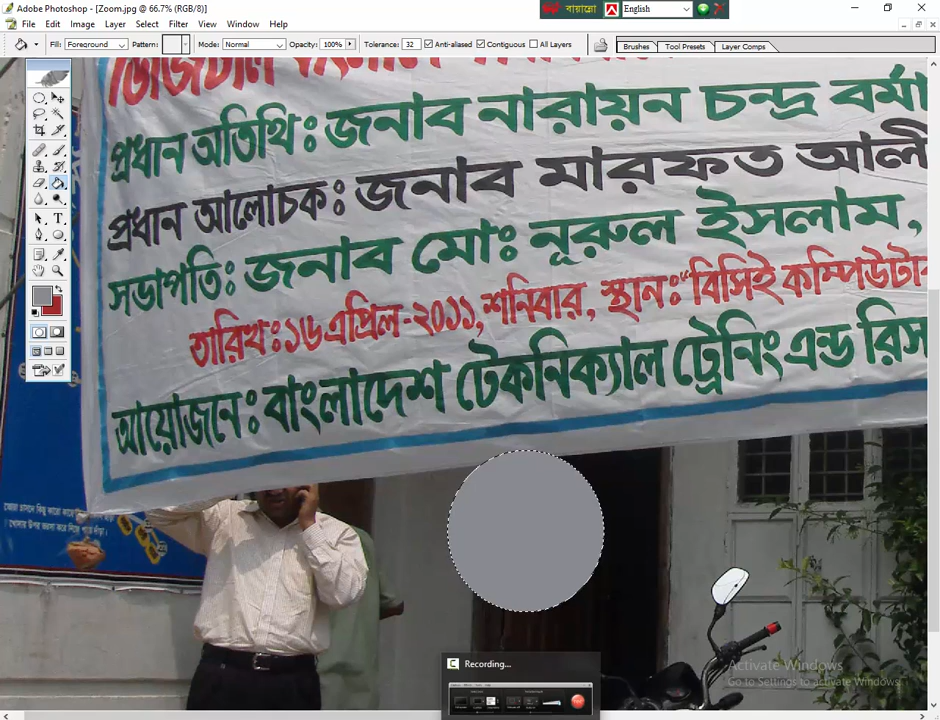 Adobe Photoshop - [Zoom.jpg @ 66.7% (RGB/8)]
বায়ান্নো English
File Edit Image Layer Select Filter View Window Help
Fill: Foreground Pattern: Mode: Normal Opacity: 100% Tolerance: 32 Anti-aliased Contiguous All Layers Brushes Tool Presets Layer Comps
প্রধান অতিথি ঃ জনাব নারায়ন চন্দ্র বর্মা
প্রধান আলোচক ঃ জনাব মারফত আলী
সভাপতি ঃ জনাব মোঃ নূরুল ইসলাম,
তারিখ ঃ ১৬ এপ্রিল-২০১১, শনিবার, স্থান ঃ "বিসিই কম্পিউটার
আয়োজনে ঃ বাংলাদেশ টেকনিক্যাল ট্রেনিং এন্ড রিস
Recording...
Activate Windows
Go to Settings to activate Windows.